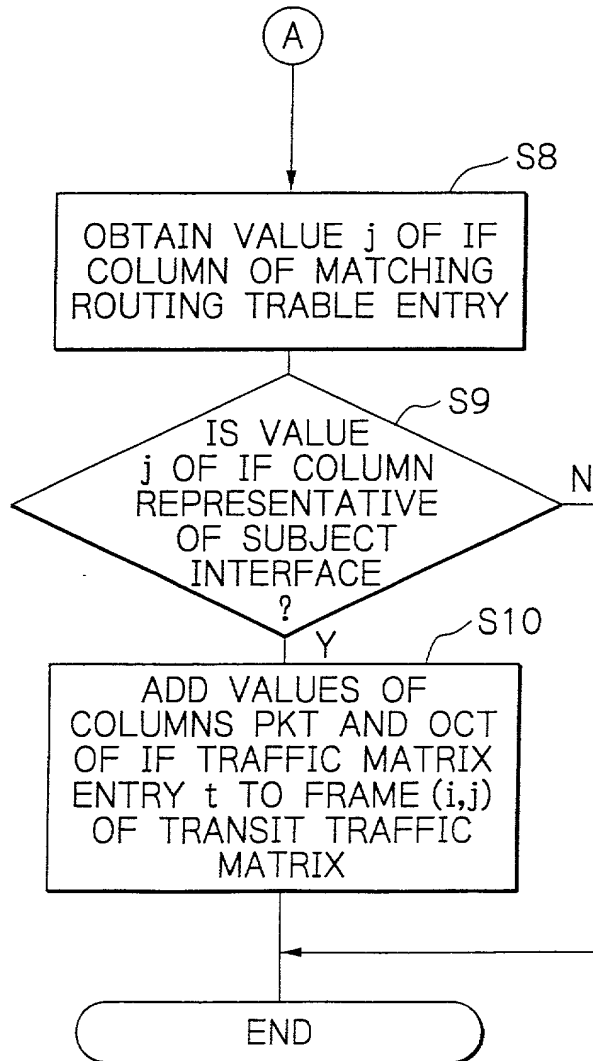 A
S8
OBTAIN VALUE j OF IF
COLUMN OF MATCHING
ROUTING TRABLE ENTRY
S9
IS VALUE
j OF IF COLUMN
REPRESENTATIVE
OF SUBJECT
INTERFACE
?
N
Y
S10
ADD VALUES OF
COLUMNS PKT AND OCT
OF IF TRAFFIC MATRIX
ENTRY t TO FRAME (i,j)
OF TRANSIT TRAFFIC
MATRIX
END